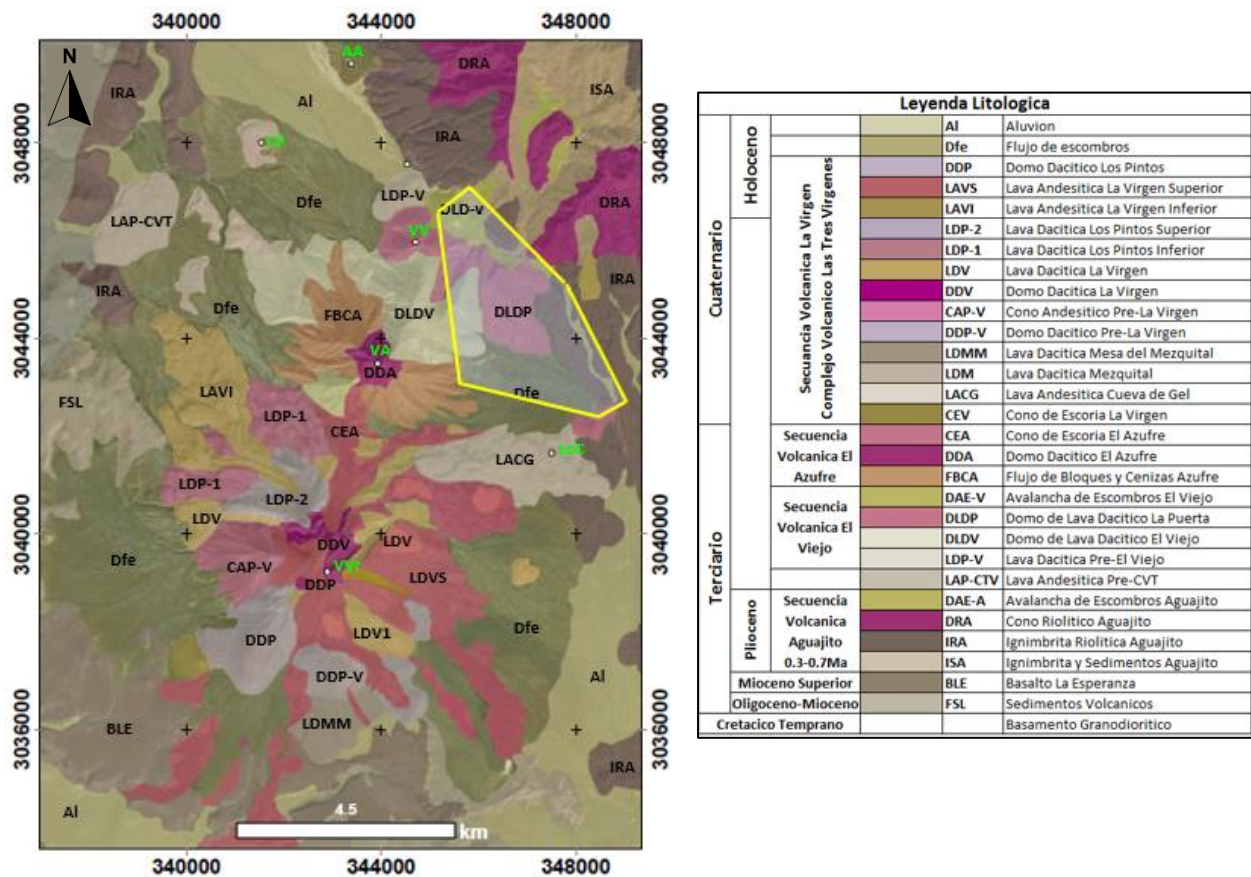 340000 344000 348000
N
AA
DRA
IRA
ISA
Al
3048000
3048000
IRA
Dfe
LDP-V
LAP-CVT
DLD-v
DRA
VV
IRA
IRA
Dfe
FBCA
DLDV
DLDP
3044000
3044000
VA
DDA
LAVI
Dfe
FSL
LDP-1
CEA
LACG
LDP-1
LDP-2
LDV
3040000
3040000
DDV
LDV
Dfe
CAP-V
DDP
LDVS
DDP
LDV1
Dfe
DDP-V
Al
BLE
LDMM
3036000
3036000
IRA
Al
4.5
km
340000 344000 348000
Leyenda Litologica
Cuaternario
Holoceno
Al Aluvion
Dfe Flujo de escombros
Secuancia Volcanica La Virgen
Complejo Volcanico Las Tres Virgenes
DDP Domo Dacitico Los Pintos
LAVS Lava Andesitica La Virgen Superior
LAVI Lava Andesitica La Virgen Inferior
LDP-2 Lava Dacitica Los Pintos Superior
LDP-1 Lava Dacitica Los Pintos Inferior
LDV Lava Dacitica La Virgen
DDV Domo Dacitica La Virgen
CAP-V Cono Andesitico Pre-La Virgen
DDP-V Domo Dacitico Pre-La Virgen
LDMM Lava Dacitica Mesa del Mezquital
LDM Lava Dacitica Mezquital
LACG Lava Andesitica Cueva de Gel
CEV Cono de Escoria La Virgen
Terciario
Secuencia Volcanica El Azufre
CEA Cono de Escoria El Azufre
DDA Domo Dacitico El Azufre
FBCA Flujo de Bloques y Cenizas Azufre
Secuencia Volcanica El Viejo
DAE-V Avalancha de Escombros El Viejo
DLDP Domo de Lava Dacitico La Puerta
DLDV Domo de Lava Dacitico El Viejo
LDP-V Lava Dacitica Pre-El Viejo
LAP-CTV Lava Andesitica Pre-CVT
Plioceno
Secuencia Volcanica Aguajito 0.3-0.7Ma
DAE-A Avalancha de Escombros Aguajito
DRA Cono Riolitico Aguajito
IRA Ignimbrita Riolitica Aguajito
ISA Ignimbrita y Sedimentos Aguajito
Mioceno Superior BLE Basalto La Esperanza
Oligoceno-Mioceno FSL Sedimentos Volcanicos
Cretacico Temprano Basamento Granodioritico